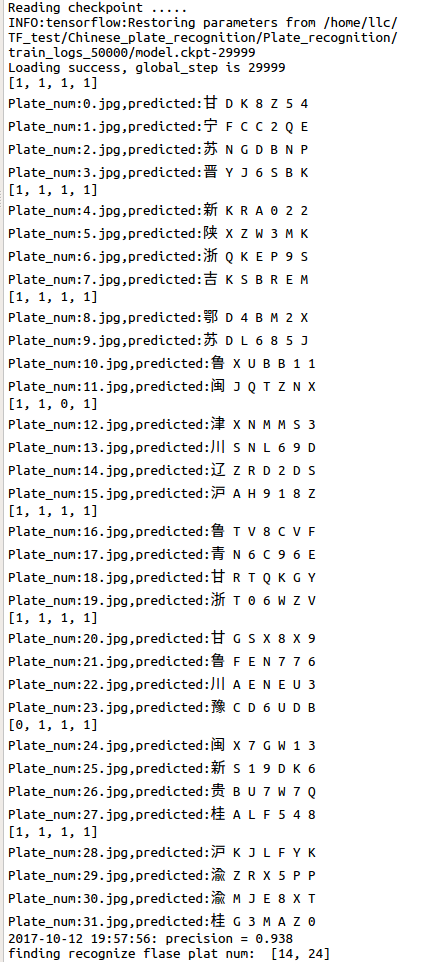 Reading checkpoint .....
INFO:tensorflow:Restoring parameters from /home/llc/
TF_test/Chinese_plate_recognition/Plate_recognition/
train_logs_50000/model.ckpt-29999
Loading success, global_step is 29999
[1, 1, 1, 1]
Plate_num:0.jpg,predicted:甘 D K 8 Z 5 4
Plate_num:1.jpg,predicted:宁 F C C 2 Q E
Plate_num:2.jpg,predicted:苏 N G D B N P
Plate_num:3.jpg,predicted:晋 Y J 6 S B K
[1, 1, 1, 1]
Plate_num:4.jpg,predicted:新 K R A 0 2 2
Plate_num:5.jpg,predicted:陕 X Z W 3 M K
Plate_num:6.jpg,predicted:浙 Q K E P 9 S
Plate_num:7.jpg,predicted:吉 K S B R E M
[1, 1, 1, 1]
Plate_num:8.jpg,predicted:鄂 D 4 B M 2 X
Plate_num:9.jpg,predicted:苏 D L 6 8 5 J
Plate_num:10.jpg,predicted:鲁 X U B B 1 1
Plate_num:11.jpg,predicted:闽 J Q T Z N X
[1, 1, 0, 1]
Plate_num:12.jpg,predicted:津 X N M M S 3
Plate_num:13.jpg,predicted:川 S N L 6 9 D
Plate_num:14.jpg,predicted:辽 Z R D 2 D S
Plate_num:15.jpg,predicted:沪 A H 9 1 8 Z
[1, 1, 1, 1]
Plate_num:16.jpg,predicted:鲁 T V 8 C V F
Plate_num:17.jpg,predicted:青 N 6 C 9 6 E
Plate_num:18.jpg,predicted:甘 R T Q K G Y
Plate_num:19.jpg,predicted:浙 T 0 6 W Z V
[1, 1, 1, 1]
Plate_num:20.jpg,predicted:甘 G S X 8 X 9
Plate_num:21.jpg,predicted:鲁 F E N 7 7 6
Plate_num:22.jpg,predicted:川 A E N E U 3
Plate_num:23.jpg,predicted:豫 C D 6 U D B
[0, 1, 1, 1]
Plate_num:24.jpg,predicted:闽 X 7 G W 1 3
Plate_num:25.jpg,predicted:新 S 1 9 D K 6
Plate_num:26.jpg,predicted:贵 B U 7 W 7 Q
Plate_num:27.jpg,predicted:桂 A L F 5 4 8
[1, 1, 1, 1]
Plate_num:28.jpg,predicted:沪 K J L F Y K
Plate_num:29.jpg,predicted:渝 Z R X 5 P P
Plate_num:30.jpg,predicted:渝 M J E 8 X T
Plate_num:31.jpg,predicted:桂 G 3 M A Z 0
2017-10-12 19:57:56: precision = 0.938
finding recognize flase plat num:  [14, 24]